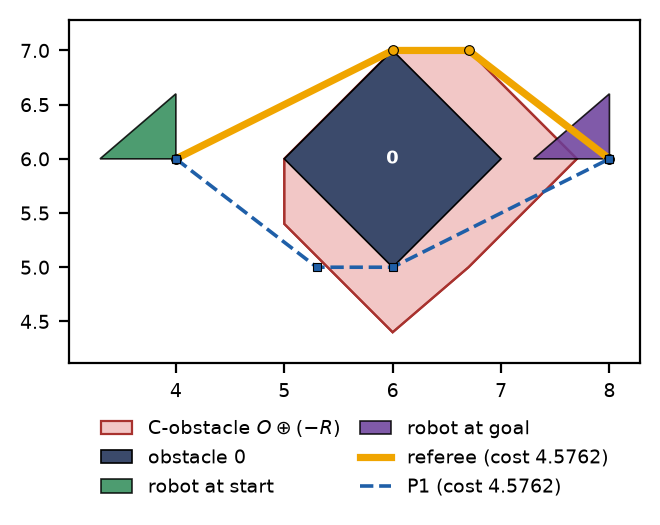 7.0
6.5
6.0
5.5
5.0
4.5
0
4 5 6 7 8
C-obstacle O ⊕ (−R)
obstacle 0
robot at start
robot at goal
referee (cost 4.5762)
P1 (cost 4.5762)